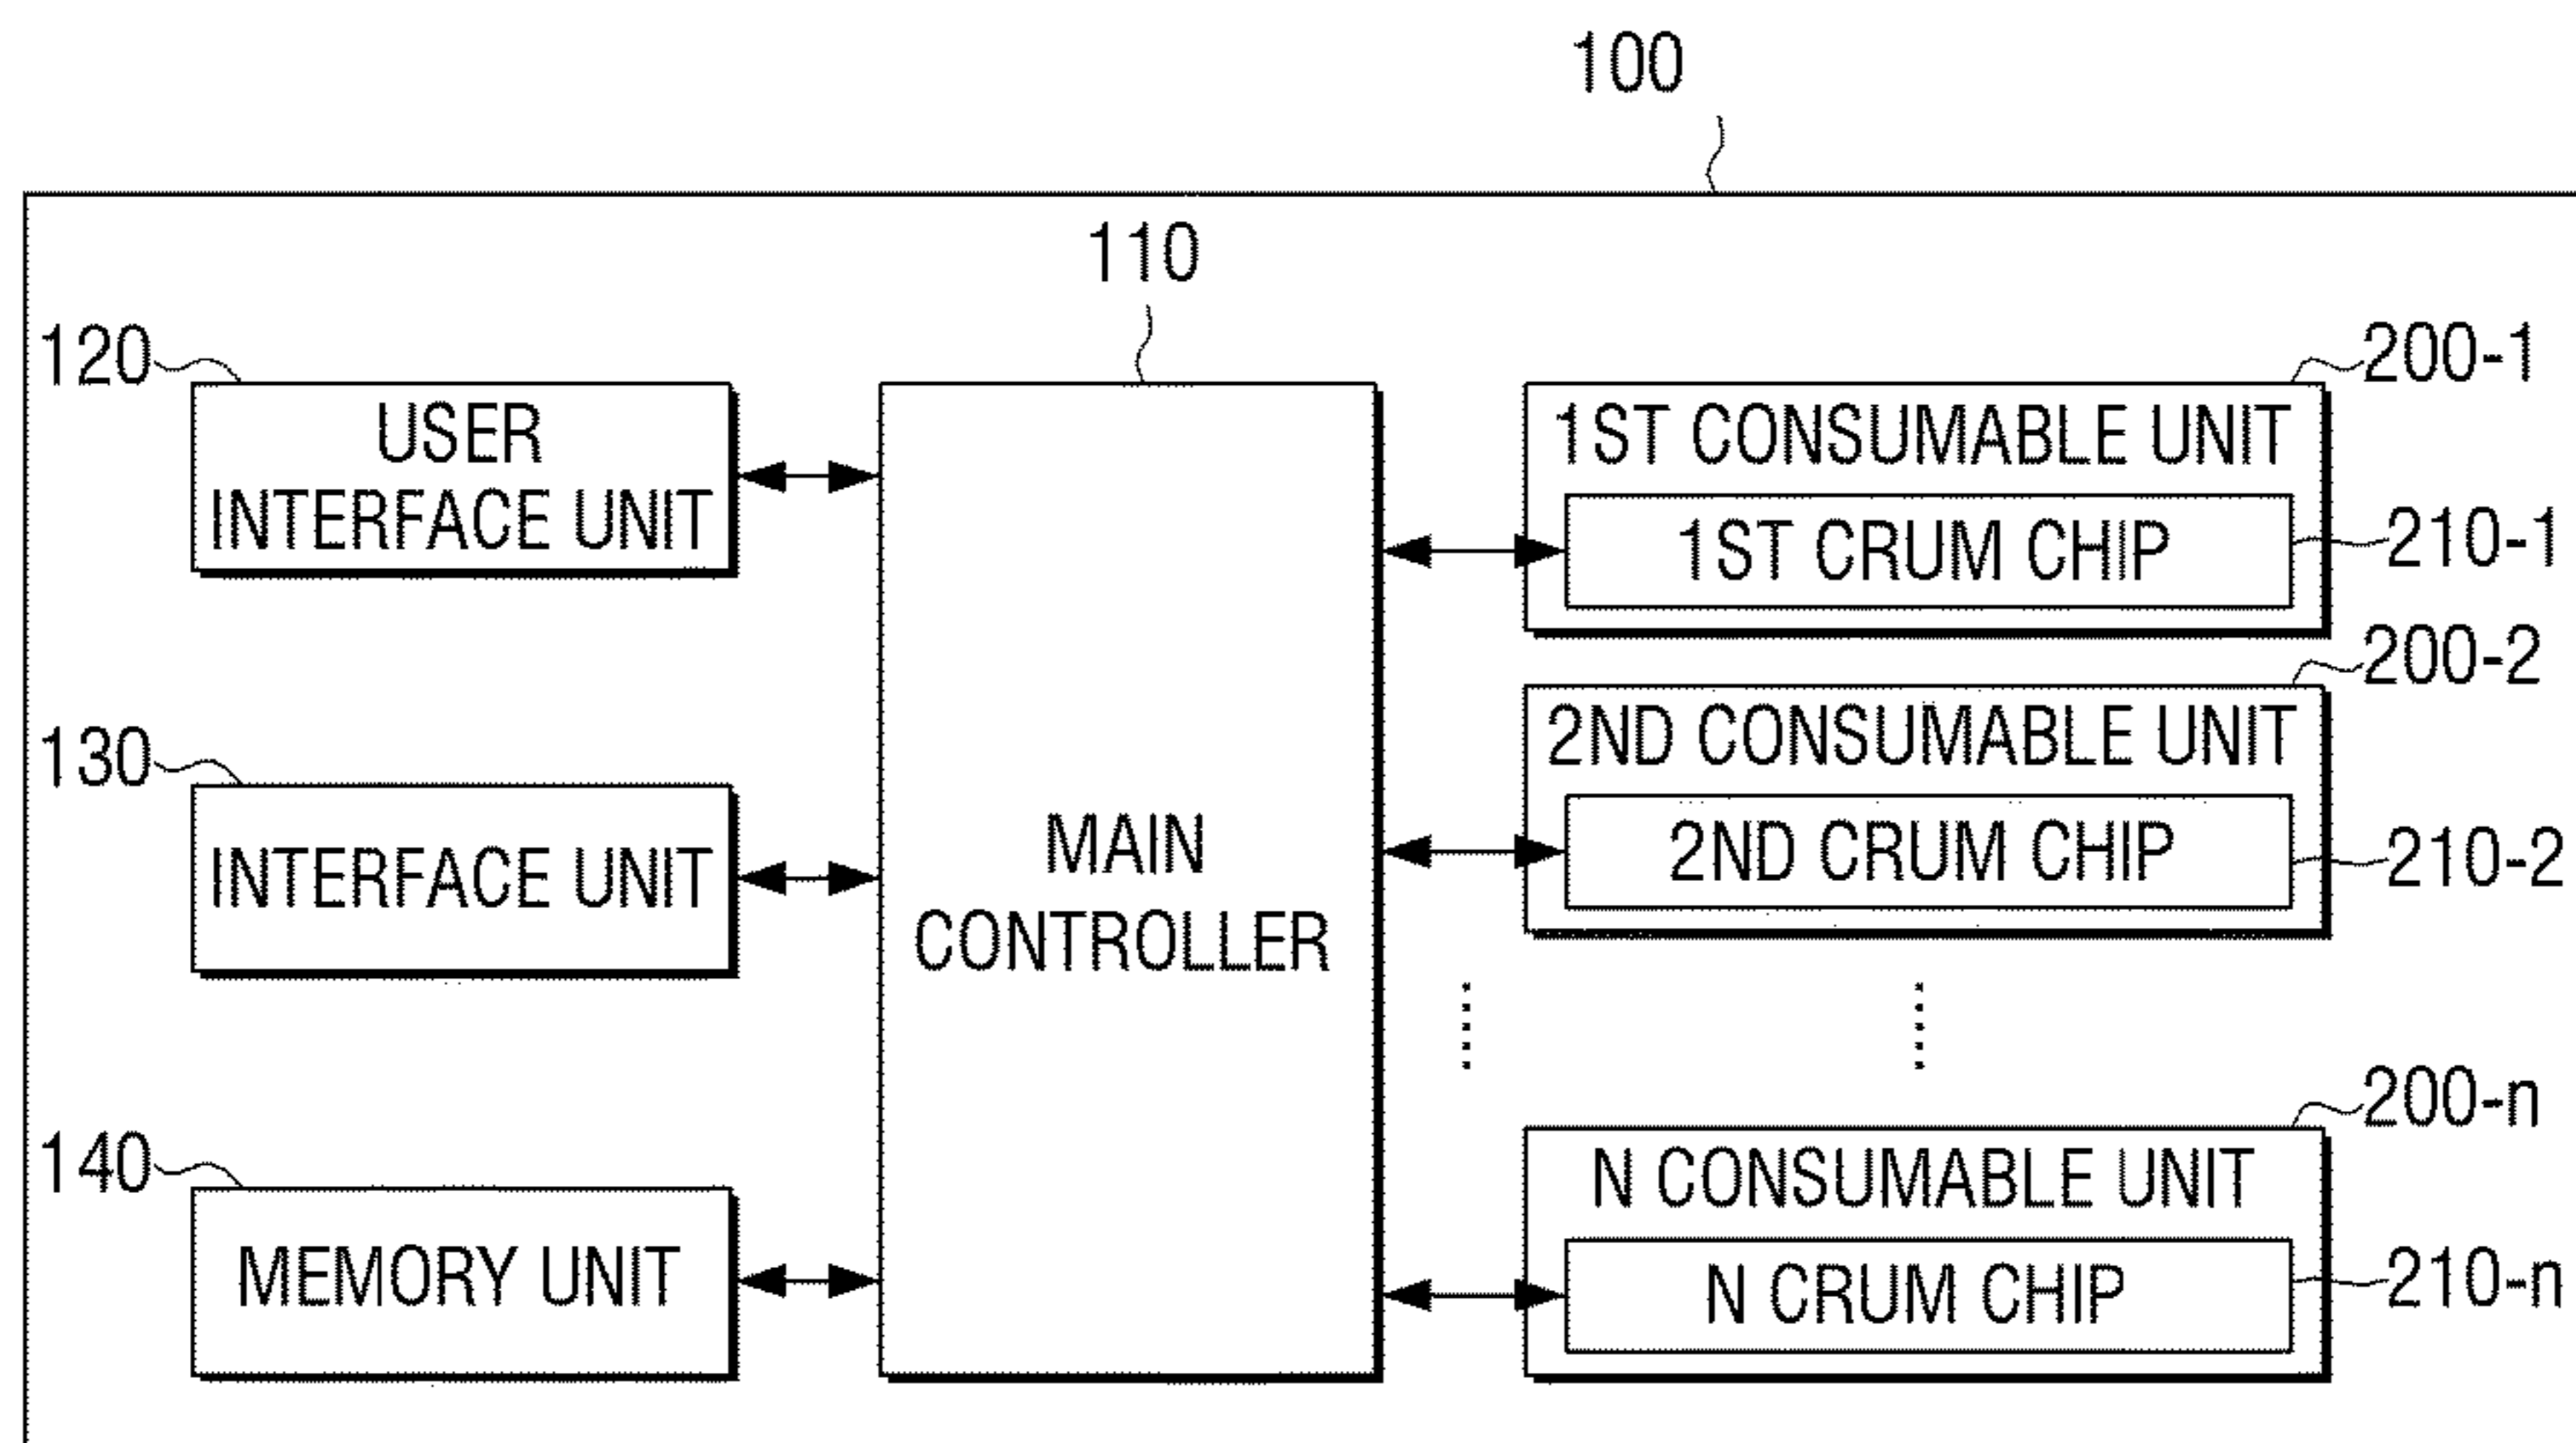 100
110
120
USER
INTERFACE UNIT
130
INTERFACE UNIT
140
MEMORY UNIT
MAIN
CONTROLLER
200-1
1ST CONSUMABLE UNIT
1ST CRUM CHIP
210-1
200-2
2ND CONSUMABLE UNIT
2ND CRUM CHIP
210-2
200-n
N CONSUMABLE UNIT
N CRUM CHIP
210-n